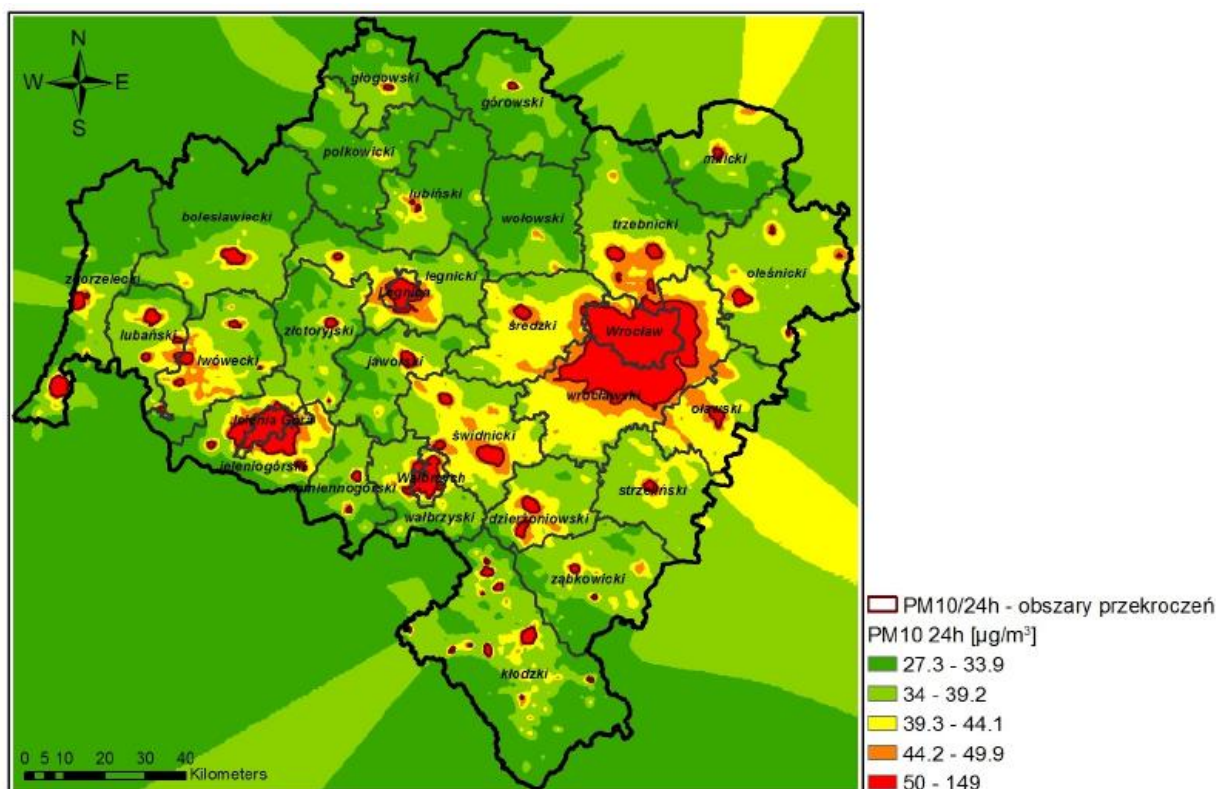 N
W E
S
głogowski
górowski
milicki
polkowicki
lubiński
bolesławiecki
wołowski
trzebnicki
zgorzelecki
legnicki
oleśnicki
Legnica
lubański
złotoryjski
średzki
Wrocław
lwówecki
jaworski
wrocławski
oławski
Jelenia Góra
świdnicki
jeleniogórski
Wałbrzych
kamiennogórski
strzeliński
wałbrzyski
dzierżoniowski
ząbkowicki
kłodzki
0 5 10 20 30 40
Kilometers
PM10/24h - obszary przekroczeń
PM10 24h [µg/m³]
27.3 - 33.9
34 - 39.2
39.3 - 44.1
44.2 - 49.9
50 - 149